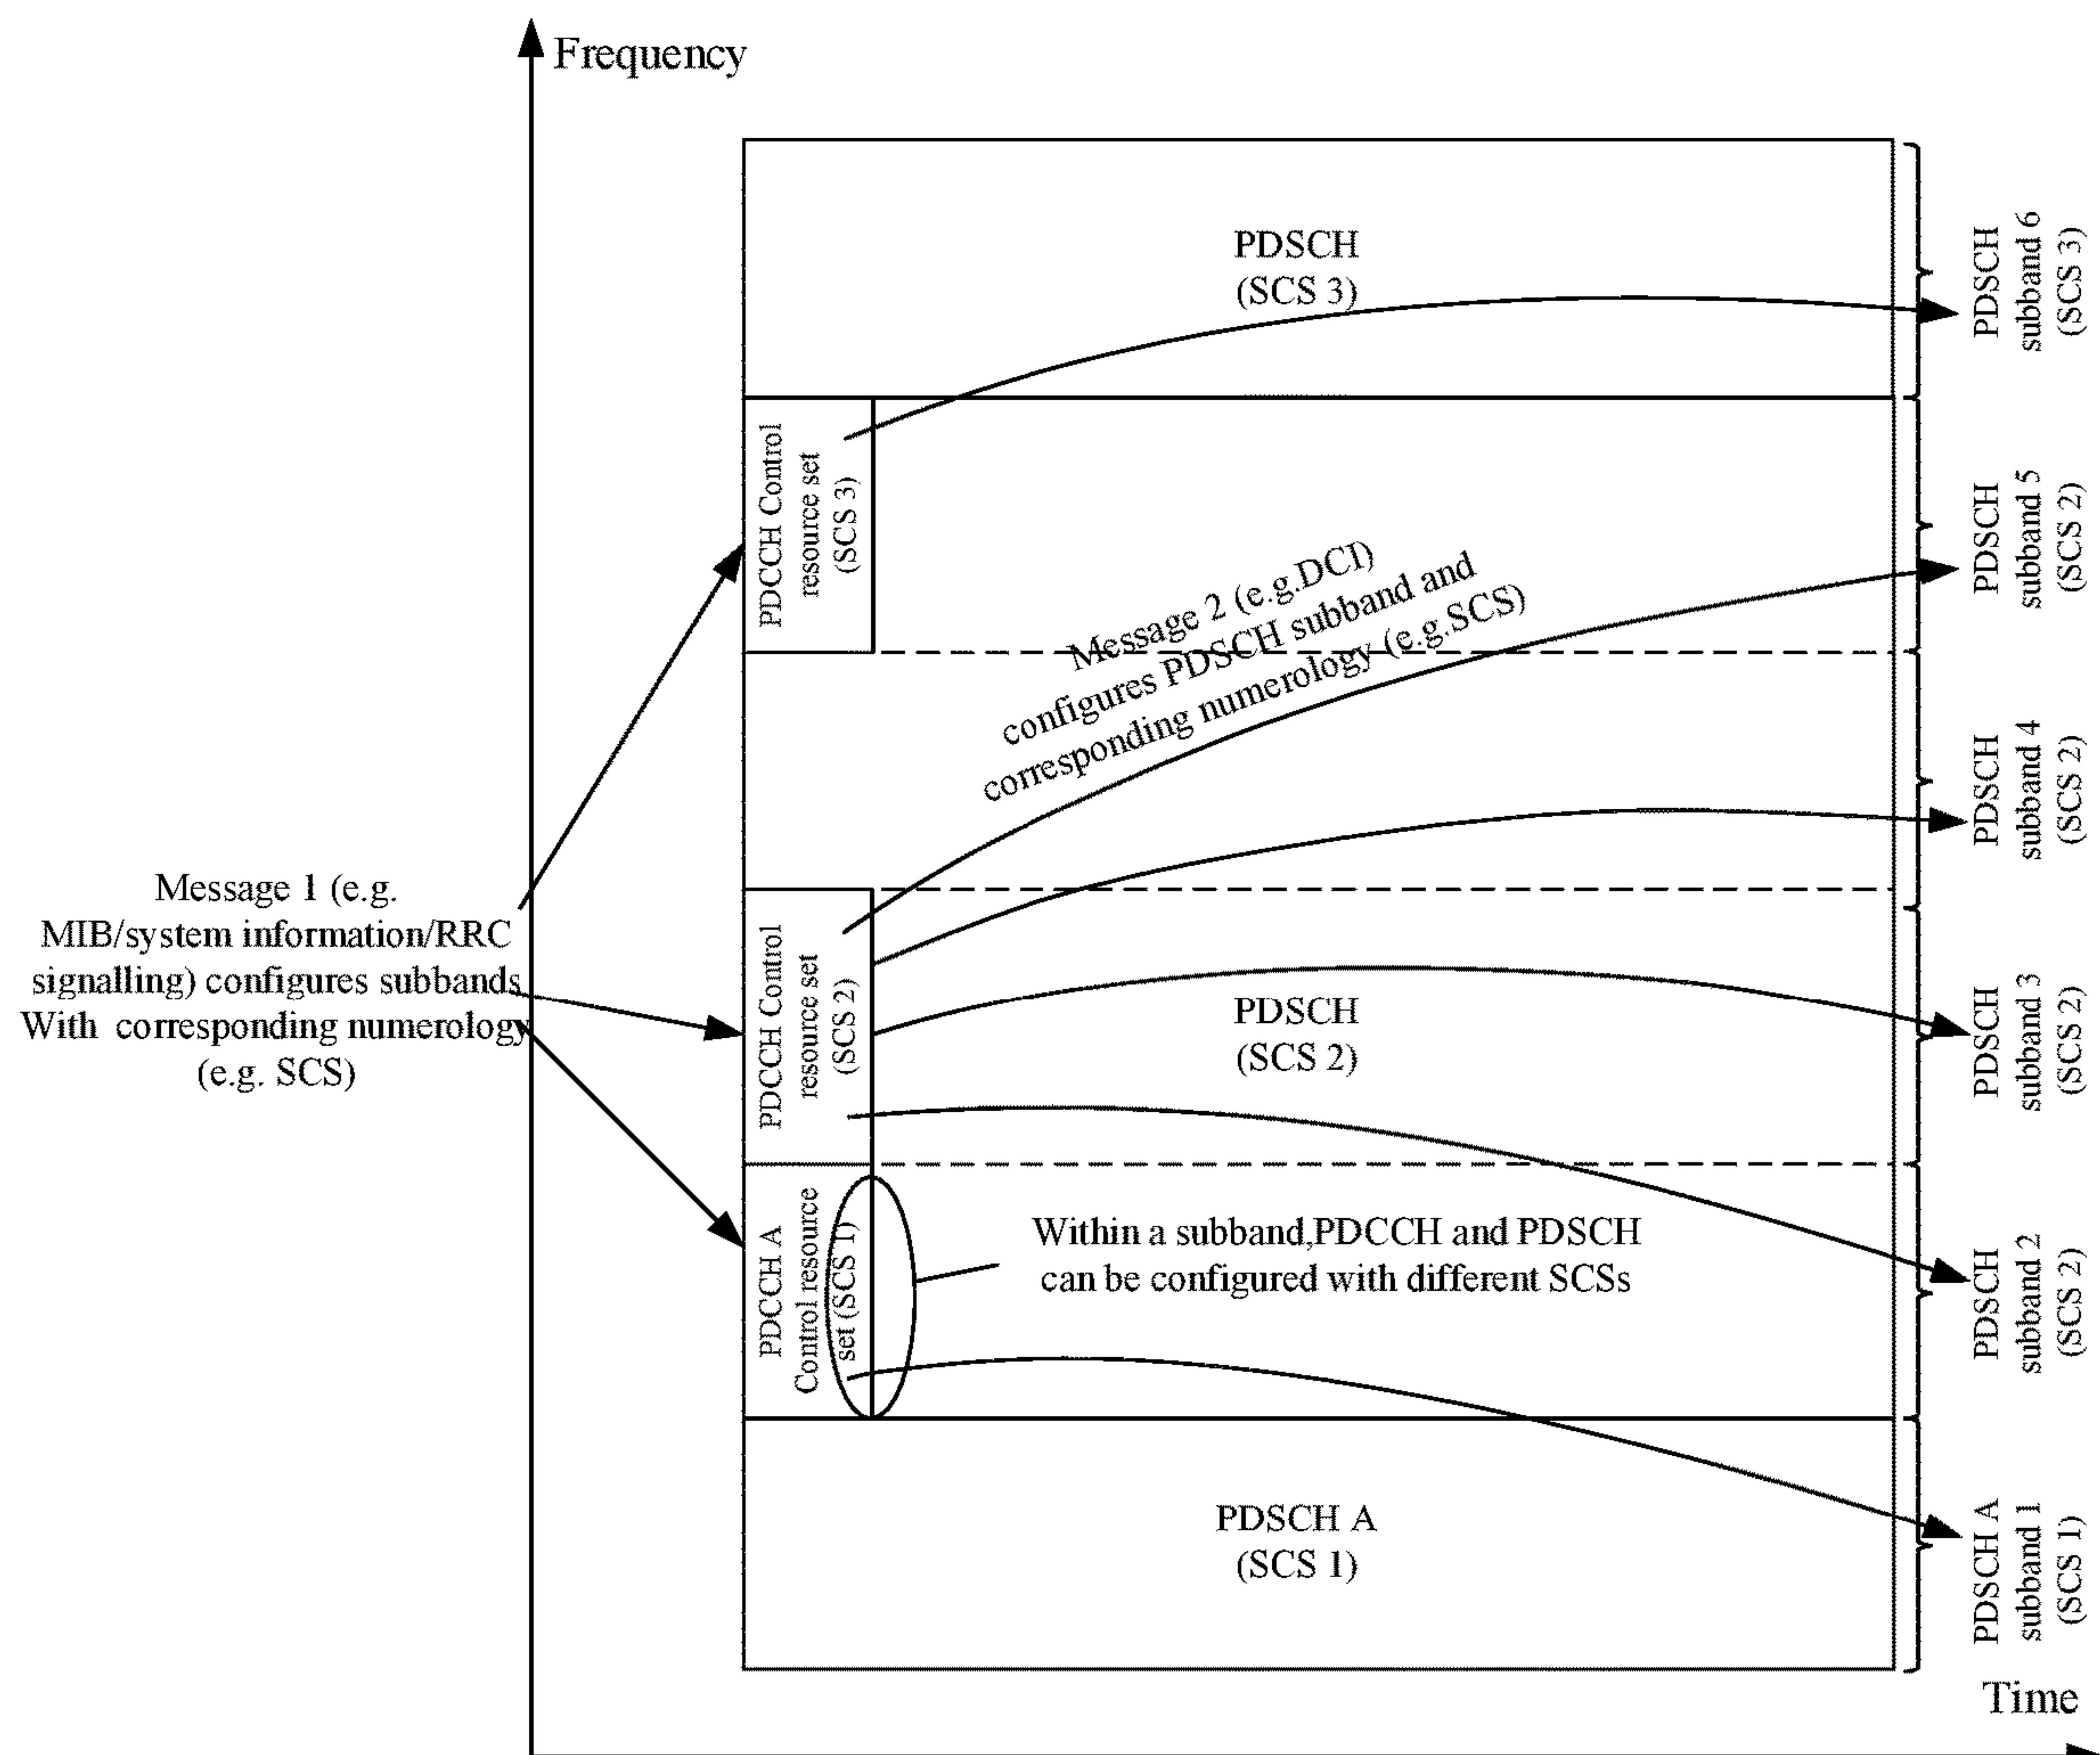 Frequency
PDSCH
(SCS 3)
PDSCH
subband 6
(SCS 3)
PDCCH Control
resource set
(SCS 3)
PDSCH
subband 5
(SCS 2)
Message 2 (e.g.DCI)
configures PDSCH subband and
corresponding numerology (e.g.SCS)
PDSCH
subband 4
(SCS 2)
Message 1 (e.g.
MIB/system information/RRC
signalling) configures subbands
With corresponding numerology
(e.g. SCS)
PDCCH Control
resource set
(SCS 2)
PDSCH
(SCS 2)
PDSCH
subband 3
(SCS 2)
PDCCH A
Control resource
set (SCS 1)
Within a subband,PDCCH and PDSCH
can be configured with different SCSs
PDSCH
subband 2
(SCS 2)
PDSCH A
(SCS 1)
PDSCH A
subband 1
(SCS 1)
Time